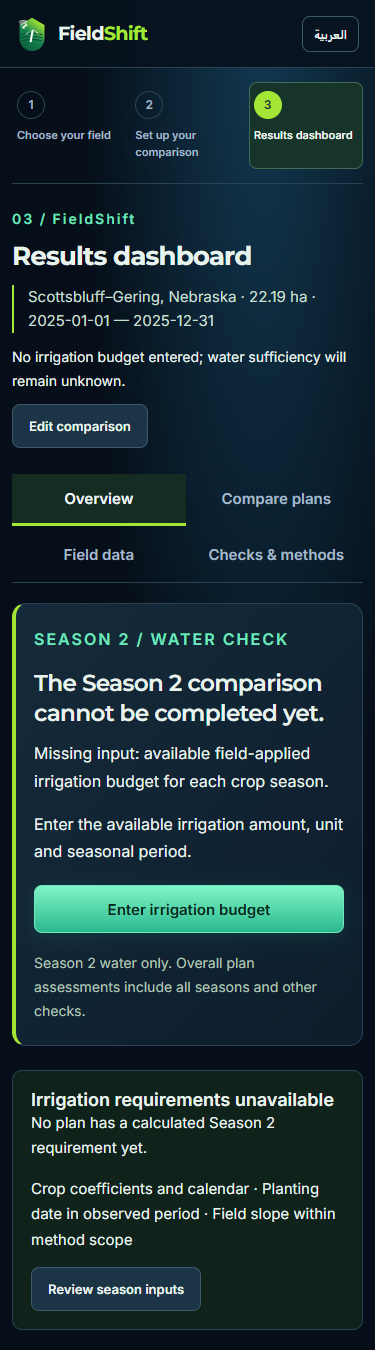 FieldShift
العربية
1
Choose your field
2
Set up your
comparison
3
Results dashboard
03 / FieldShift
Results dashboard
Scottsbluff–Gering, Nebraska · 22.19 ha ·
2025-01-01 — 2025-12-31
No irrigation budget entered; water sufficiency will
remain unknown.
Edit comparison
Overview
Compare plans
Field data
Checks & methods
SEASON 2 / WATER CHECK
The Season 2 comparison
cannot be completed yet.
Missing input: available field-applied
irrigation budget for each crop season.
Enter the available irrigation amount, unit
and seasonal period.
Enter irrigation budget
Season 2 water only. Overall plan
assessments include all seasons and other
checks.
Irrigation requirements unavailable
No plan has a calculated Season 2
requirement yet.
Crop coefficients and calendar · Planting
date in observed period · Field slope within
method scope
Review season inputs